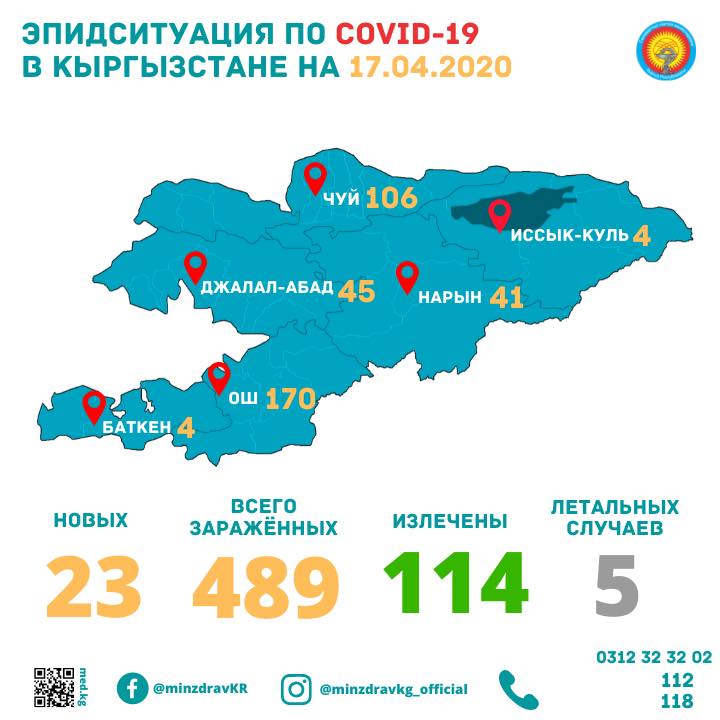 ЭПИДСИТУАЦИЯ ПО COVID-19
В КЫРГЫЗСТАНЕ НА 17.04.2020
ЧУЙ 106
ИССЫК-КУЛЬ 4
ДЖАЛАЛ-АБАД 45
НАРЫН 41
ОШ 170
БАТКЕН 4
НОВЫХ
23
ВСЕГО
ЗАРАЖЁННЫХ
489
ИЗЛЕЧЕНЫ
114
ЛЕТАЛЬНЫХ
СЛУЧАЕВ
5
med.kg
@minzdravKR
@minzdravkg_official
0312 32 32 02
112
118